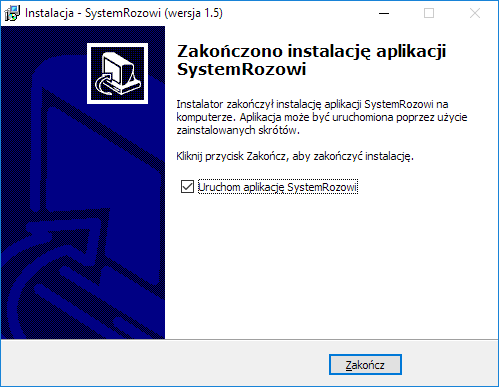 Instalacja - SystemRozowi (wersja 1.5)
Zakończono instalację aplikacji
SystemRozowi
Instalator zakończył instalację aplikacji SystemRozowi na
komputerze. Aplikacja może być uruchomiona poprzez użycie
zainstalowanych skrótów.
Kliknij przycisk Zakończ, aby zakończyć instalację.
Uruchom aplikację SystemRozowi
Zakończ